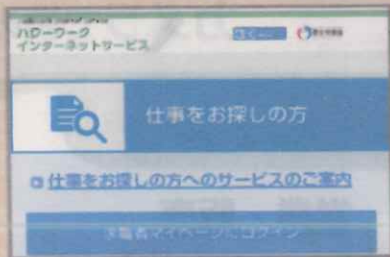 ハローワーク
インターネットサービス
仕事をお探しの方
仕事をお探しの方へのサービスのご案内
求職者マイページにログイン